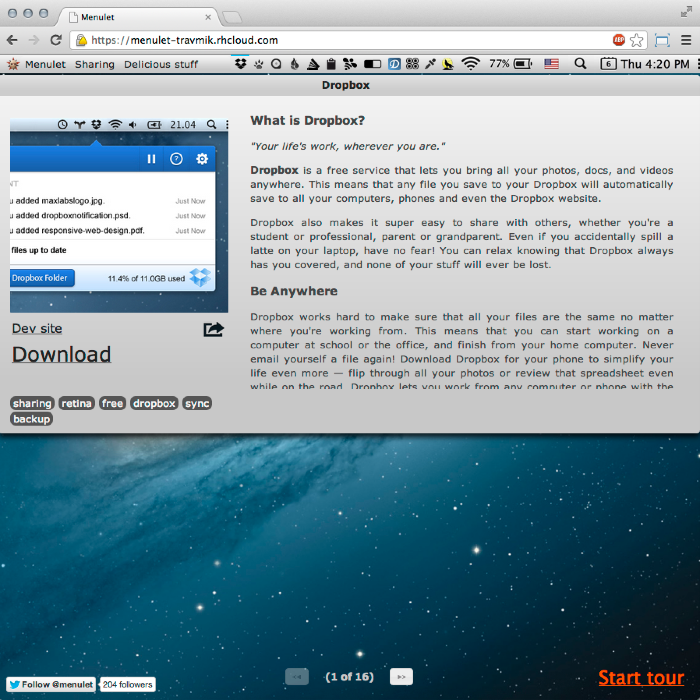 Menulet
https://menulet-travmik.rhcloud.com
ABP
Menulet Sharing Delicious stuff
77% 6 Thu 4:20 PM
Dropbox
21.04
u added maxlabslogo.jpg. Just Now
u added dropboxnotification.psd. Just Now
u added responsive-web-design.pdf. Just Now
files up to date
Dropbox Folder 11.4% of 11.0GB used
Dev site
Download
sharing retina free dropbox sync
backup
What is Dropbox?
"Your life's work, wherever you are."
Dropbox is a free service that lets you bring all your photos, docs, and videos
anywhere. This means that any file you save to your Dropbox will automatically
save to all your computers, phones and even the Dropbox website.
Dropbox also makes it super easy to share with others, whether you're a
student or professional, parent or grandparent. Even if you accidentally spill a
latte on your laptop, have no fear! You can relax knowing that Dropbox always
has you covered, and none of your stuff will ever be lost.
Be Anywhere
Dropbox works hard to make sure that all your files are the same no matter
where you're working from. This means that you can start working on a
computer at school or the office, and finish from your home computer. Never
email yourself a file again! Download Dropbox for your phone to simplify your
life even more — flip through all your photos or review that spreadsheet even
while on the road. Dropbox lets you work from any computer or phone with the
Follow @menulet 204 followers
(1 of 16)
Start tour